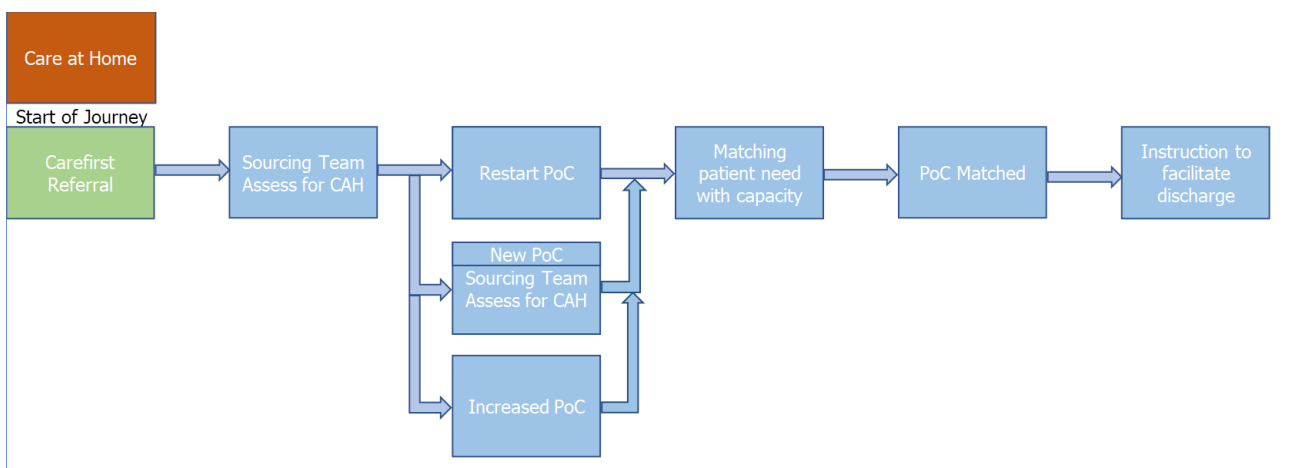 Care at Home
Start of Journey
Carefirst
Referral
Sourcing Team
Assess for CAH
Restart PoC
New PoC
Sourcing Team
Assess for CAH
Increased PoC
Matching
patient need
with capacity
PoC Matched
Instruction to
facilitate
discharge